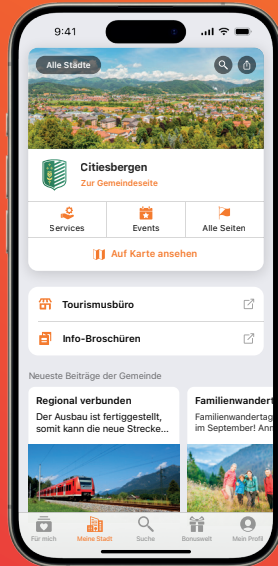 9:41
Alle Städte
Citiesbergen
Zur Gemeindeseite
Services
Events
Alle Seiten
Auf Karte ansehen
Tourismusbüro
Info-Broschüren
Neueste Beiträge der Gemeinde
Regional verbunden
Der Ausbau ist fertiggestellt,
somit kann die neue Strecke...
Familienwandert
Familienwandertag
im September! Ann
Für mich
Meine Stadt
Suche
Bonuswelt
Mein Profil